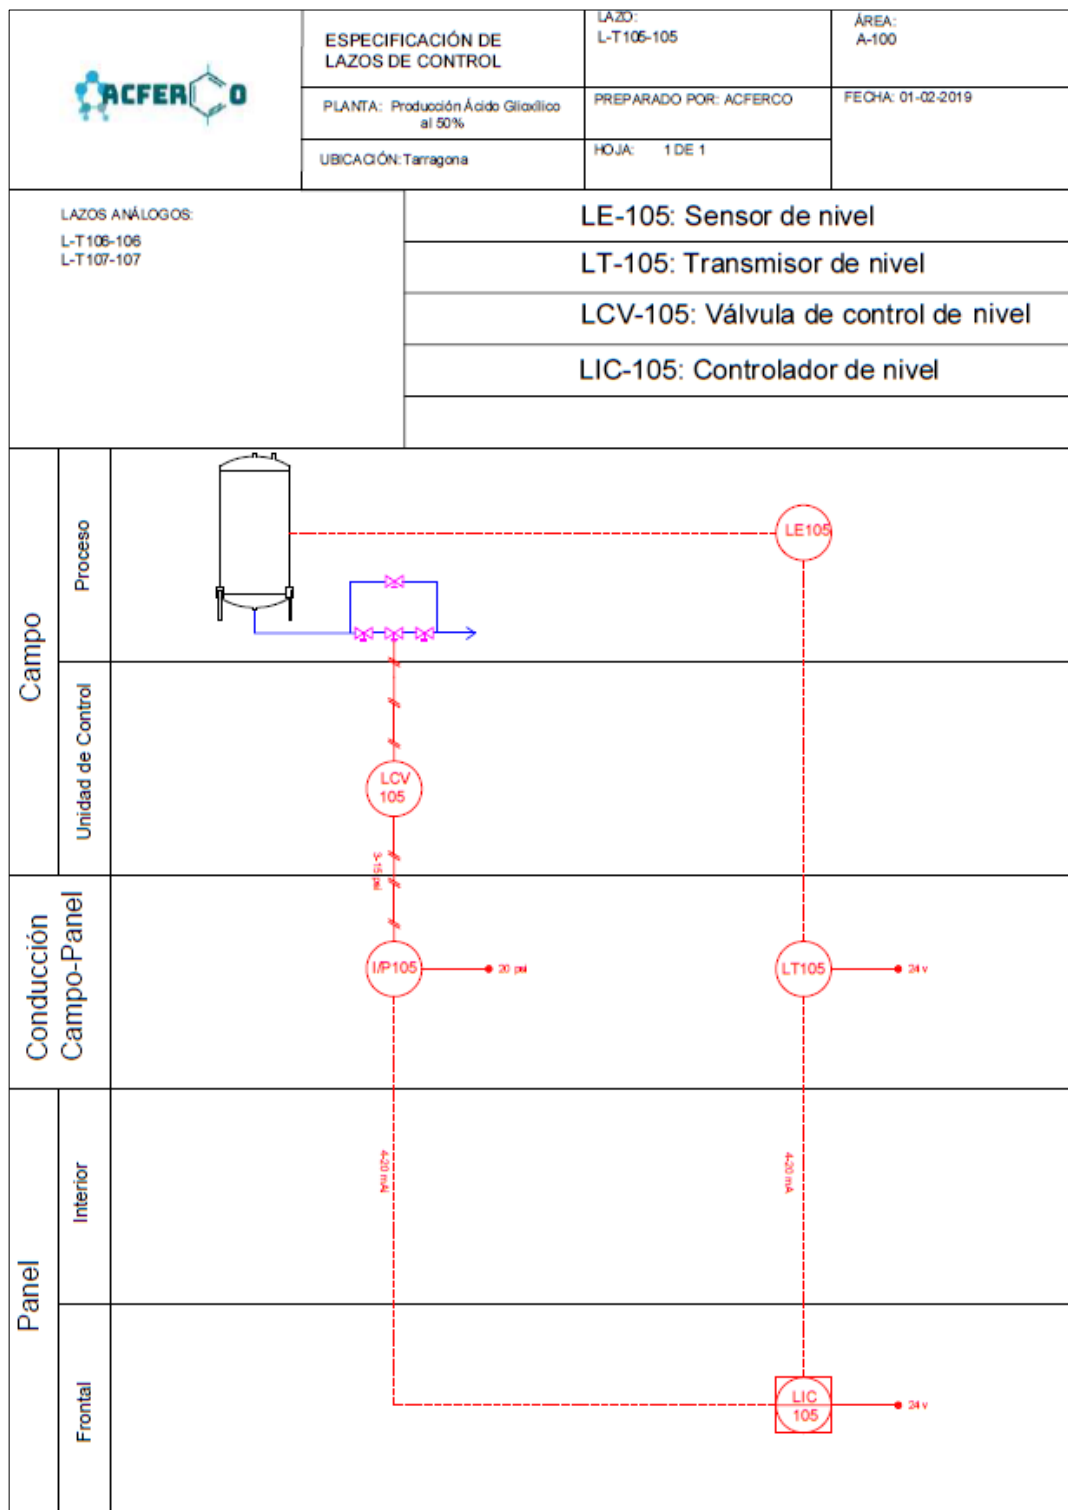 ACFERCO
ESPECIFICACIÓN DE
LAZOS DE CONTROL
LAZO:
L-T105-105
ÁREA:
A-100
PLANTA: Producción Ácido Glioxílico
al 50%
PREPARADO POR: ACFERCO
FECHA: 01-02-2019
UBICACIÓN: Tarragona
HOJA: 1 DE 1
LAZOS ANÁLOGOS:
L-T106-106
L-T107-107
LE-105: Sensor de nivel
LT-105: Transmisor de nivel
LCV-105: Válvula de control de nivel
LIC-105: Controlador de nivel
Campo
Proceso
LE105
Unidad de Control
LCV
105
3-15 psi
Conducción
Campo-Panel
I/P105
20 psi
LT105
24 v
Panel
Interior
4-20 mA
4-20 mA
Frontal
LIC
105
24 v